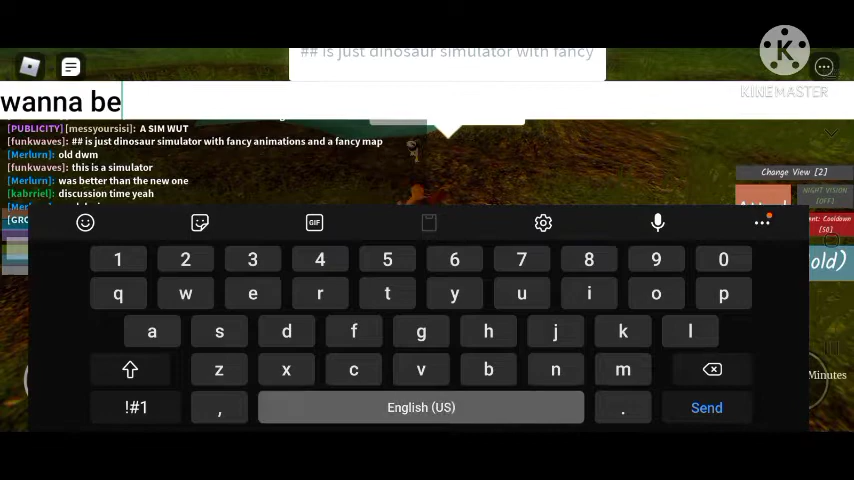 ## is just dinosaur simulator with fancy
wanna be
KINEMASTER
[PUBLICITY] [messyoursisi]: A SIM WUT
[funkwaves]: ## is just dinosaur simulator with fancy animations and a fancy map
[Merlurn]: old dwm
[funkwaves]: this is a simulator
[Merlurn]: was better than the new one
[kabrriel]: discussion time yeah
Change View [2]
NIGHT VISION
[OFF]
nt: Cooldown
[50]
old)
Minutes
GIF
1 2 3 4 5 6 7 8 9 0
q w e r t y u i o p
a s d f g h j k l
z x c v b n m
!#1 , English (US) . Send